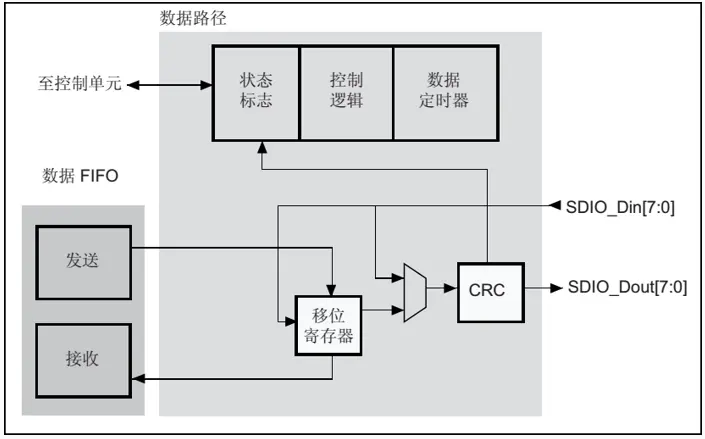 数据路径
至控制单元
状态
标志
控制
逻辑
数据
定时器
数据 FIFO
SDIO_Din[7:0]
发送
CRC
SDIO_Dout[7:0]
移位
寄存器
接收